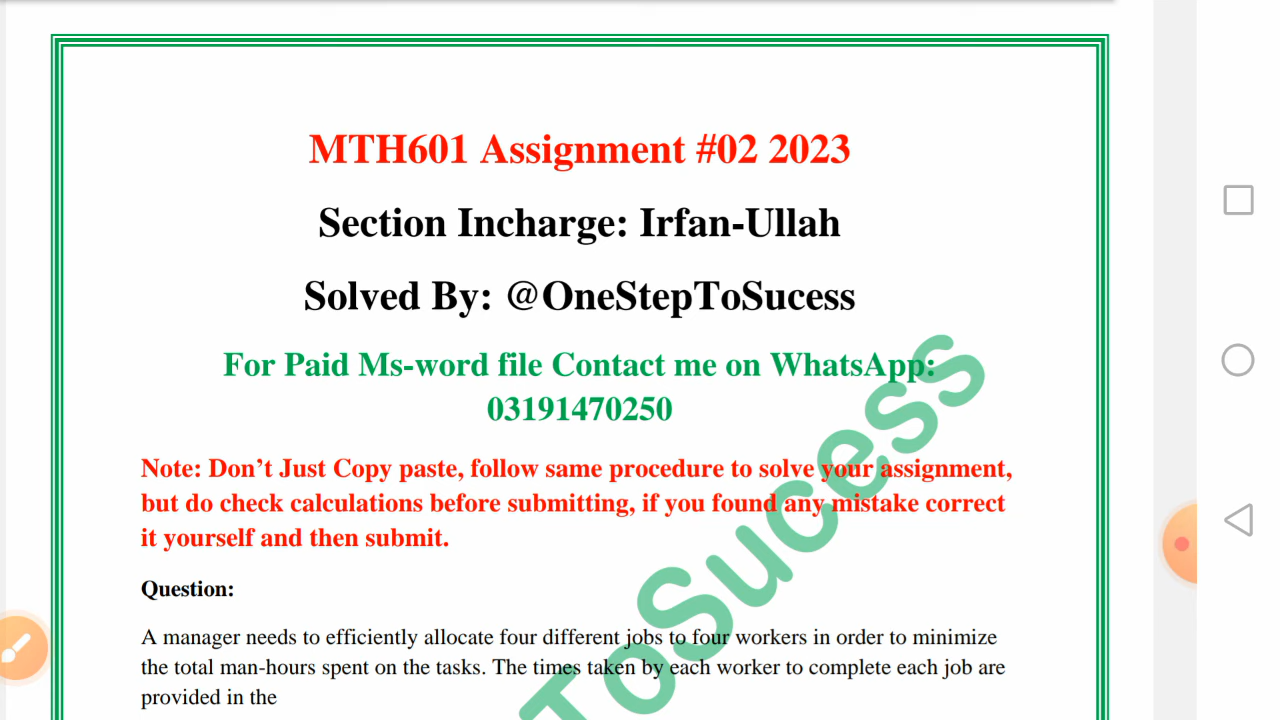 MTH601 Assignment #02 2023
Section Incharge: Irfan-Ullah
Solved By: @OneStepToSucess
For Paid Ms-word file Contact me on WhatsApp:
03191470250
Note: Don’t Just Copy paste, follow same procedure to solve your assignment,
but do check calculations before submitting, if you found any mistake correct
it yourself and then submit.
Question:
A manager needs to efficiently allocate four different jobs to four workers in order to minimize
the total man-hours spent on the tasks. The times taken by each worker to complete each job are
provided in the
ToSucess